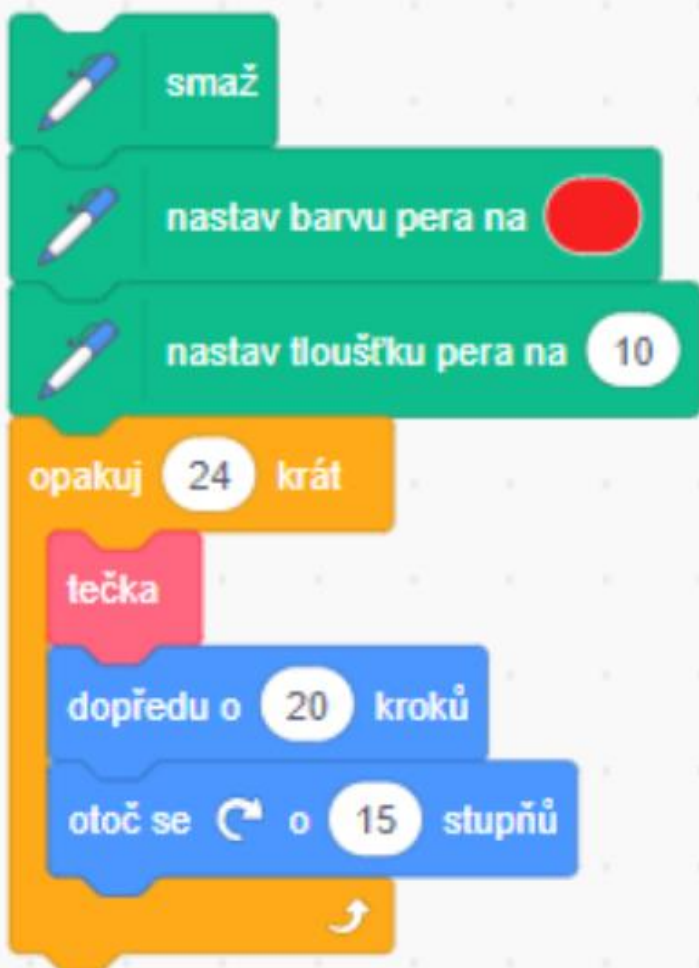 smaž
nastav barvu pera na
nastav tloušťku pera na 10
opakuj 24 krát
tečka
dopředu o 20 kroků
otoč se o 15 stupňů